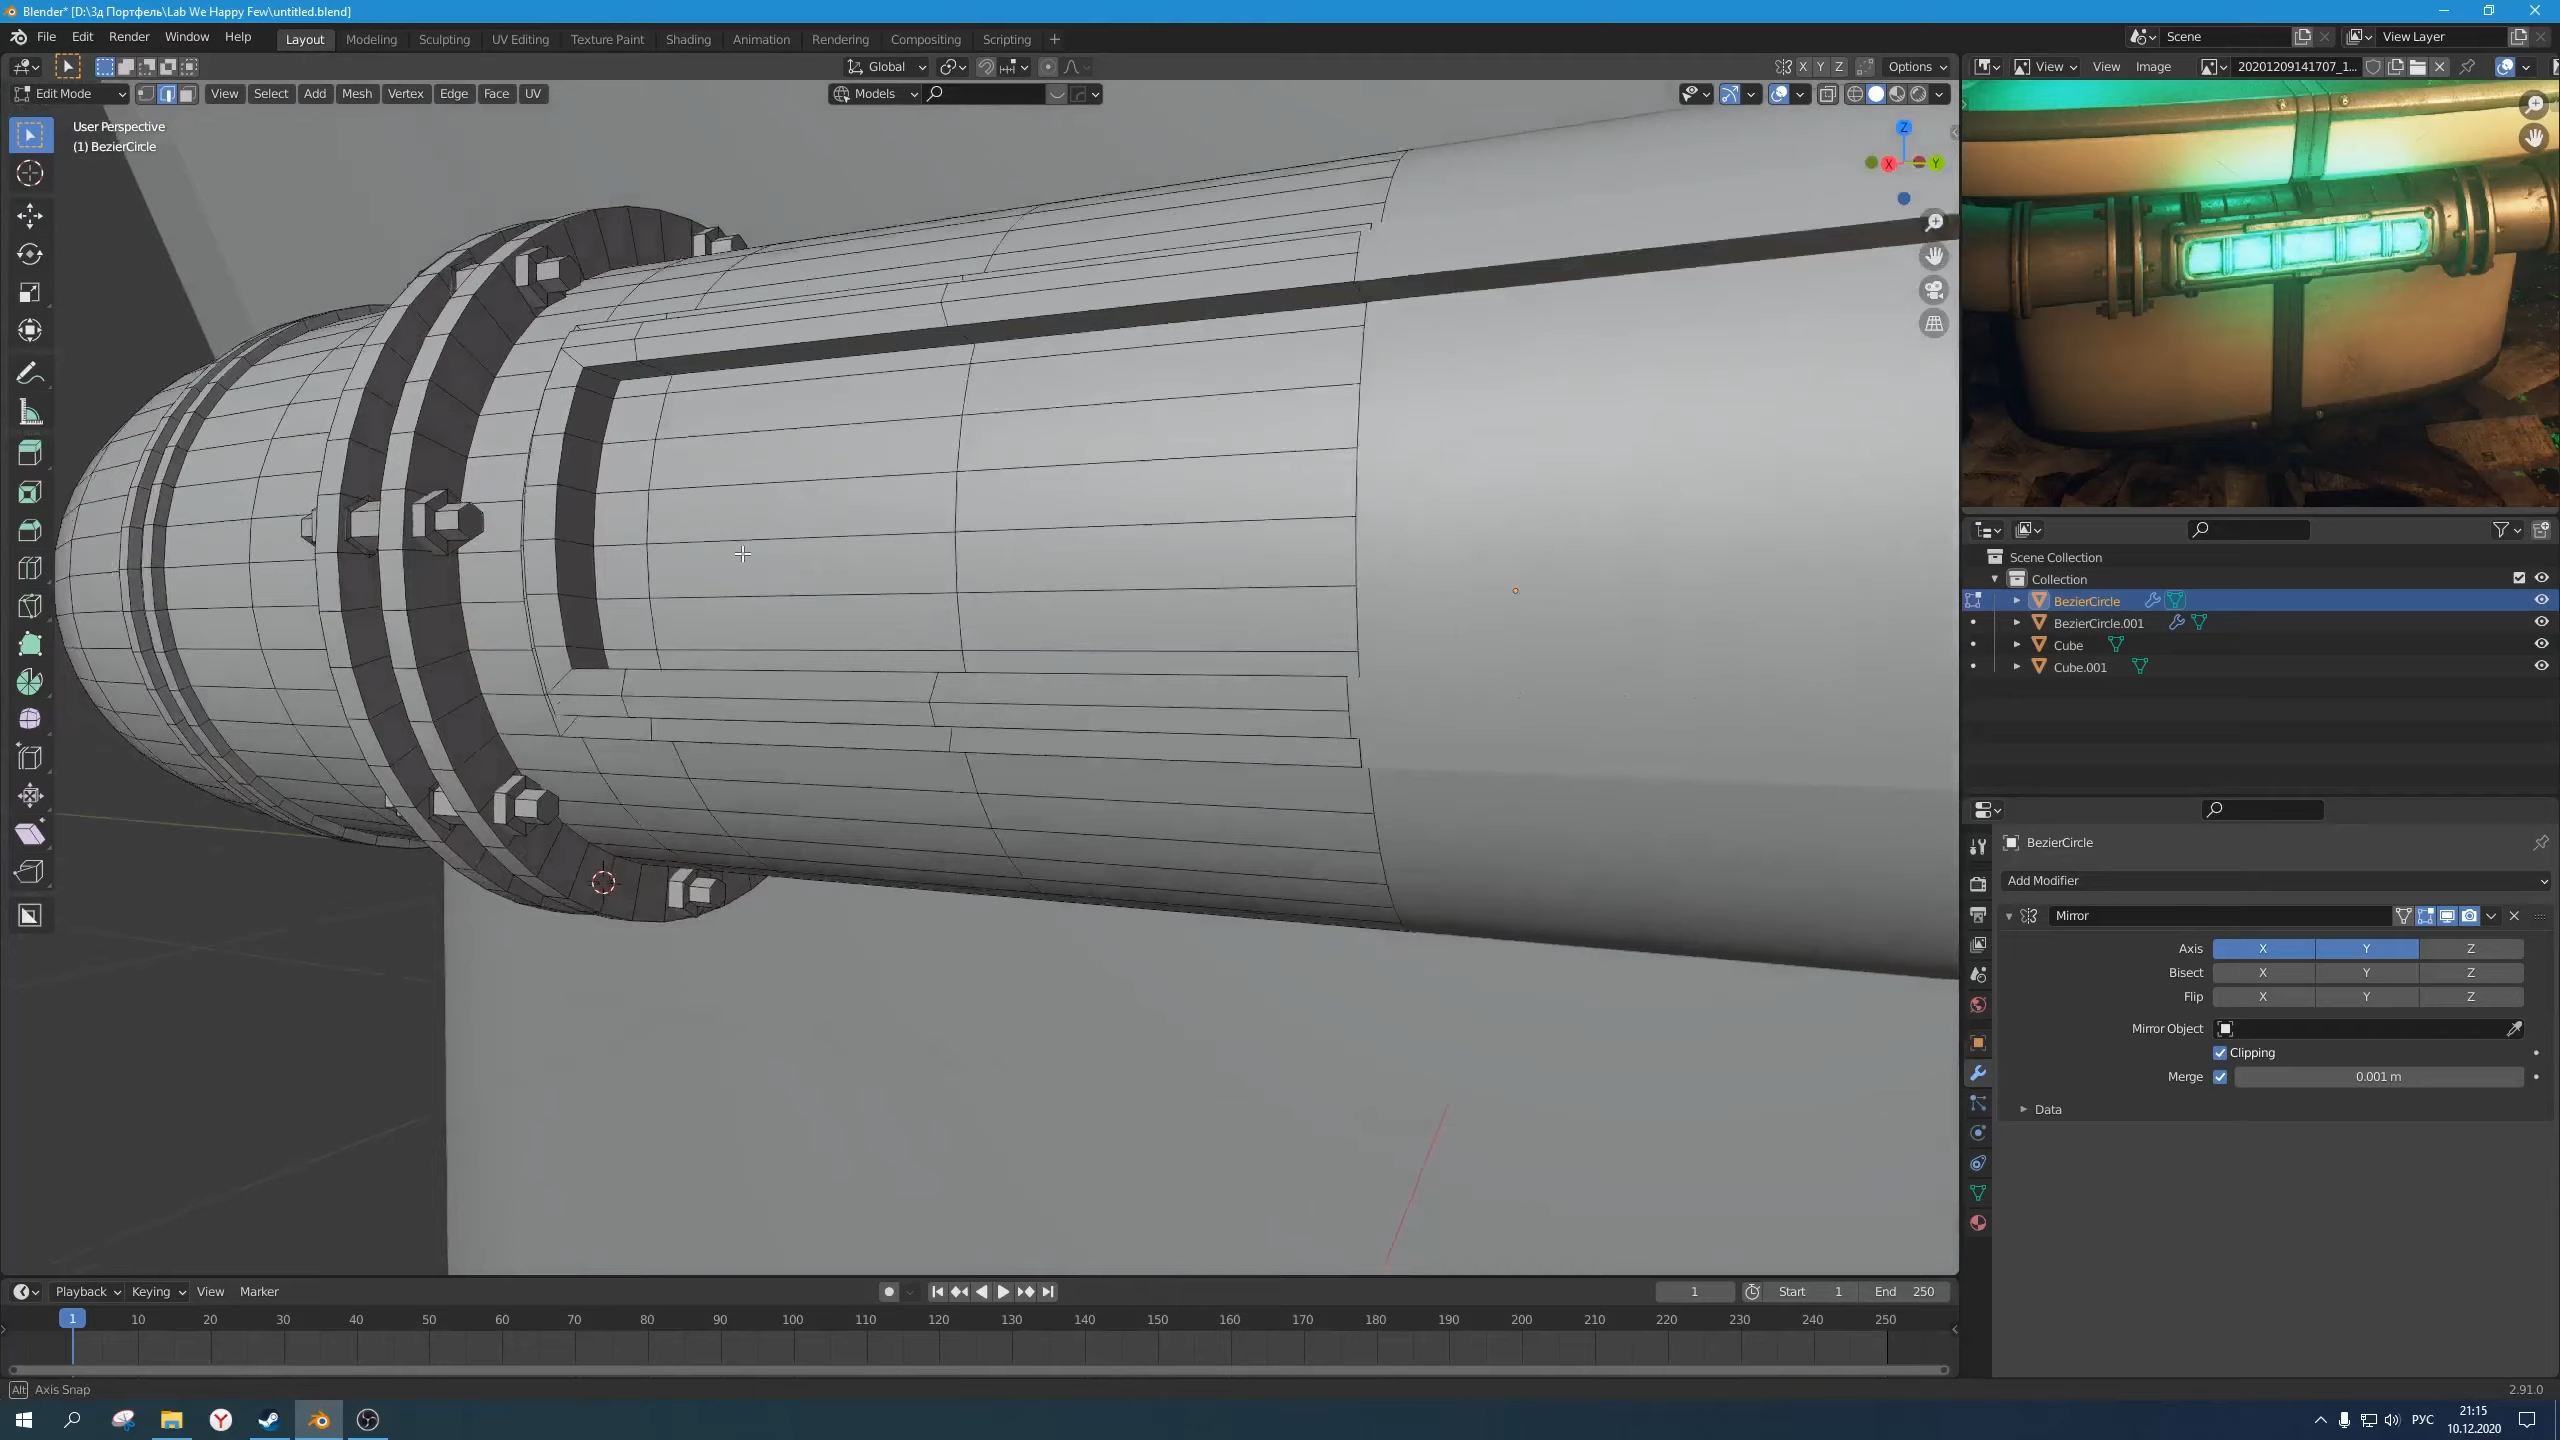 Blender* [D:\3д Портфель\Lab We Happy Few\untitled.blend]
File Edit Render Window Help Layout Modeling Sculpting UV Editing Texture Paint Shading Animation Rendering Compositing Scripting + Scene View Layer
Global X Y Z Options View View Image 20201209141707_1...
Edit Mode View Select Add Mesh Vertex Edge Face UV Models
User Perspective
(1) BezierCircle
Z
X Y
Scene Collection
Collection
BezierCircle
BezierCircle.001
Cube
Cube.001
BezierCircle
Add Modifier
Mirror
Axis X Y Z
Bisect X Y Z
Flip X Y Z
Mirror Object
Clipping
Merge 0.001 m
Data
Playback Keying View Marker 1 Start 1 End 250
1 10 20 30 40 50 60 70 80 90 100 110 120 130 140 150 160 170 180 190 200 210 220 230 240 250
Alt Axis Snap 2.91.0
РУС 21:15
10.12.2020